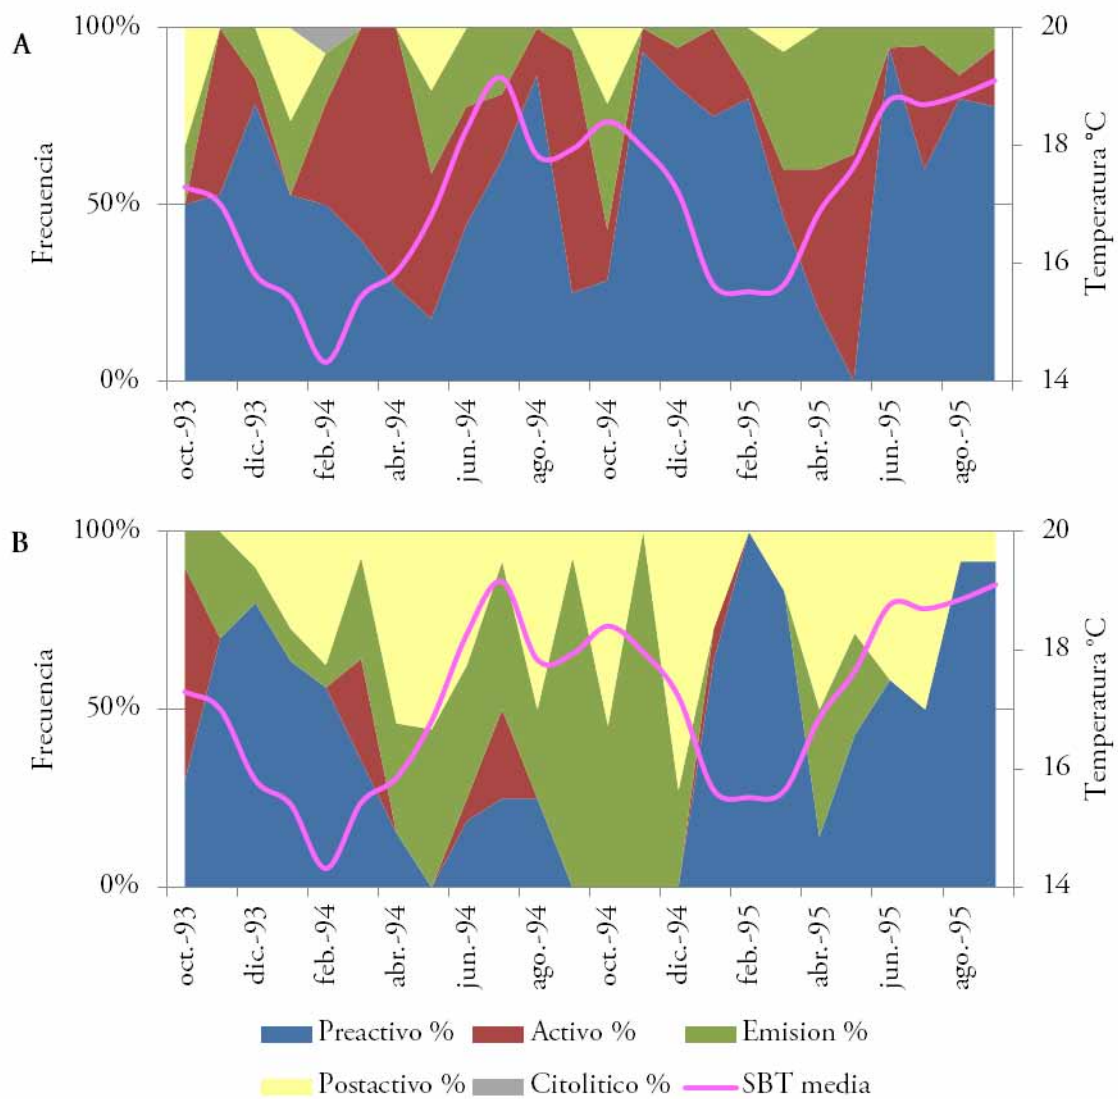 A
Frecuencia
100%
50%
0%
20
18
16
14
Temperatura °C
oct.-93
dic.-93
feb.-94
abr.-94
jun.-94
ago.-94
oct.-94
dic.-94
feb.-95
abr.-95
jun.-95
ago.-95
B
Frecuencia
100%
50%
0%
20
18
16
14
Temperatura °C
oct.-93
dic.-93
feb.-94
abr.-94
jun.-94
ago.-94
oct.-94
dic.-94
feb.-95
abr.-95
jun.-95
ago.-95
Preactivo % Activo % Emision %
Postactivo % Citolitico % SBT media